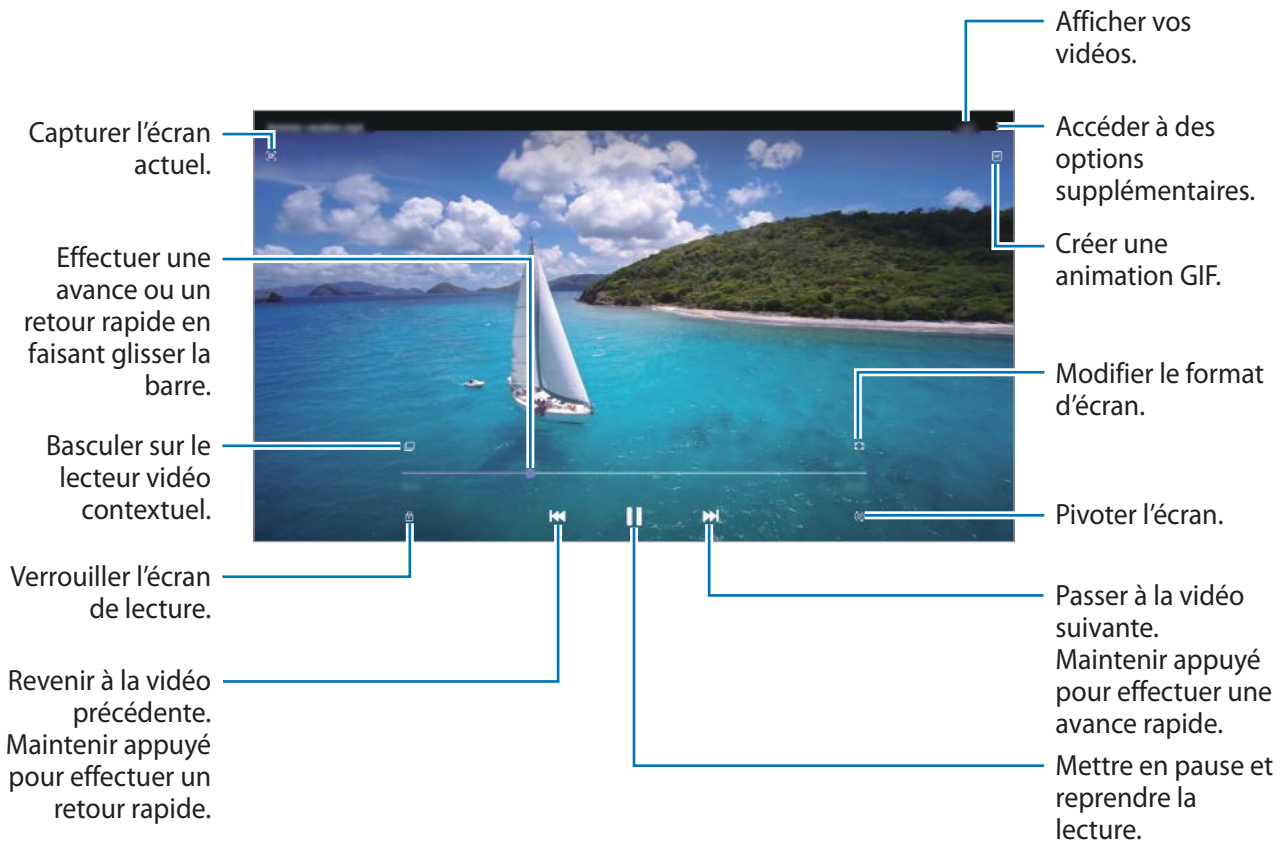 Afficher vos
vidéos.
Capturer l’écran
actuel.
Accéder à des
options
supplémentaires.
Effectuer une
avance ou un
retour rapide en
faisant glisser la
barre.
Créer une
animation GIF.
Modifier le format
d’écran.
Basculer sur le
lecteur vidéo
contextuel.
Pivoter l’écran.
Verrouiller l’écran
de lecture.
Passer à la vidéo
suivante.
Maintenir appuyé
pour effectuer une
avance rapide.
Revenir à la vidéo
précédente.
Maintenir appuyé
pour effectuer un
retour rapide.
Mettre en pause et
reprendre la
lecture.